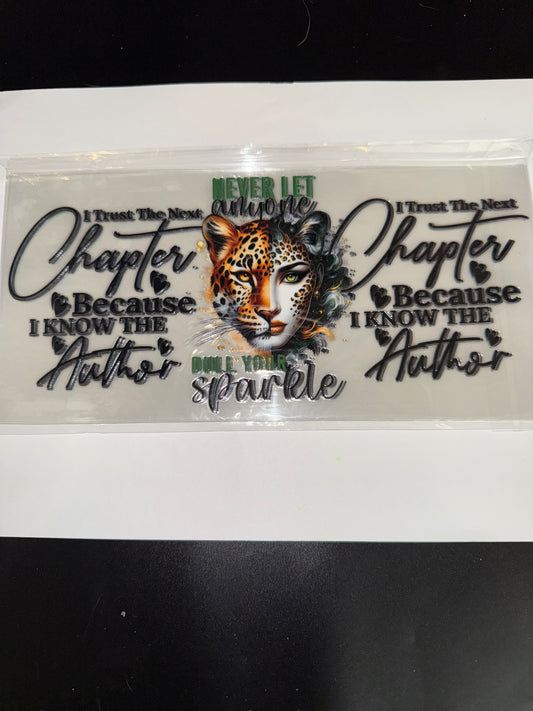 I Trust The Next
Chapter
Because
I KNOW THE
Author
NEVER LET
anyone
DULL YOUR
sparkle
I Trust The Next
Chapter
Because
I KNOW THE
Author